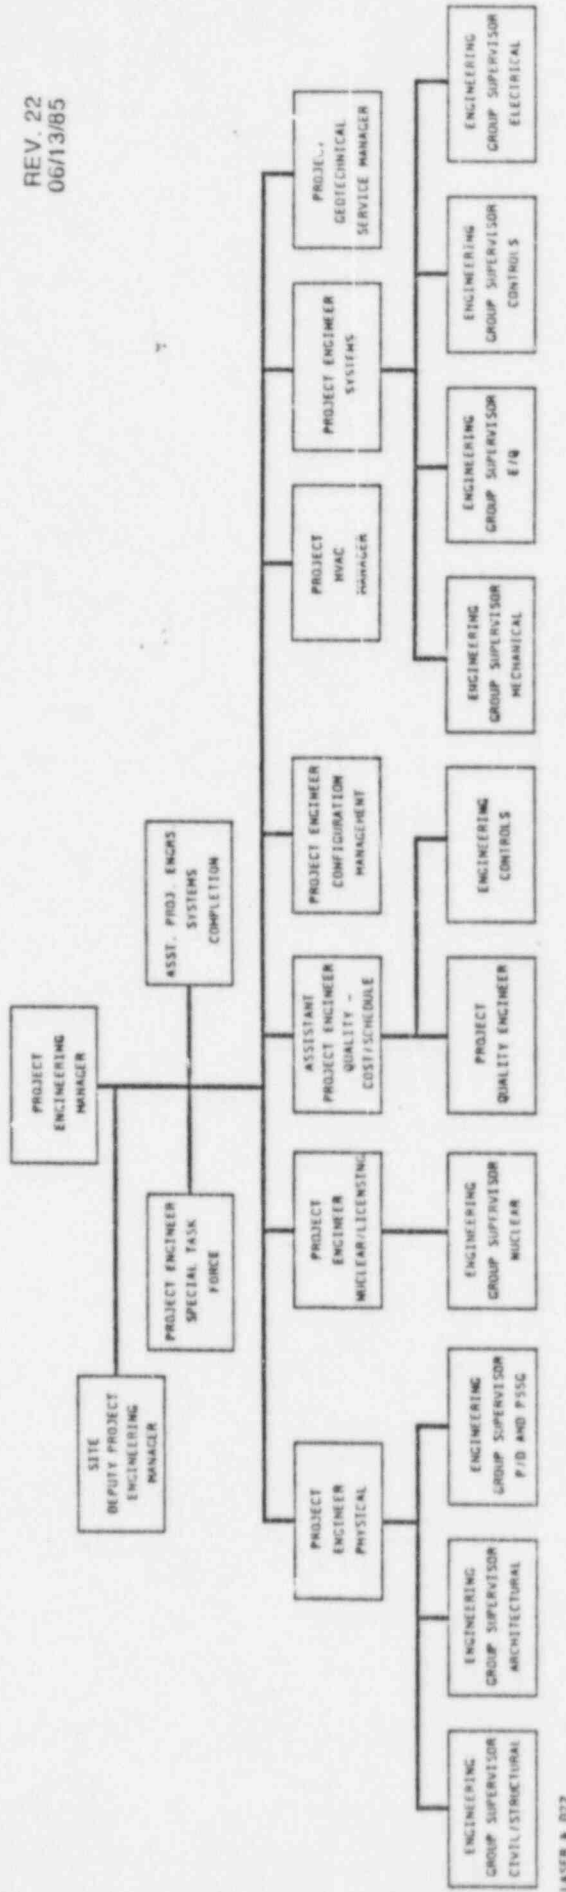 REV. 22
06/13/85
PROJECT
ENGINEERING
MANAGER
SITE
DEPUTY PROJECT
ENGINEERING
MANAGER
PROJECT ENGINEER
SPECIAL TASK
FORCE
ASST. PROJ. ENGRS
SYSTEMS
COMPLETION
PROJECT
ENGINEER
PHYSICAL
PROJECT
ENGINEER
NUCLEAR/LICENSING
ASSISTANT
PROJECT ENGINEER
QUALITY -
COST/SCHEDULE
PROJECT ENGINEER
CONFIGURATION
MANAGEMENT
PROJECT
HVAC
MANAGER
PROJECT ENGINEER
SYSTEMS
GEOTECHNICAL
SERVICE MANAGER
ENGINEERING
GROUP SUPERVISOR
CIVIL/STRUCTURAL
ENGINEERING
GROUP SUPERVISOR
ARCHITECTURAL
ENGINEERING
GROUP SUPERVISOR
P/D AND PSSG
ENGINEERING
GROUP SUPERVISOR
NUCLEAR
PROJECT
QUALITY ENGINEER
ENGINEERING
CONTROLS
ENGINEERING
GROUP SUPERVISOR
MECHANICAL
ENGINEERING
GROUP SUPERVISOR
E/Q
ENGINEERING
GROUP SUPERVISOR
CONTROLS
ENGINEERING
GROUP SUPERVISOR
ELECTRICAL